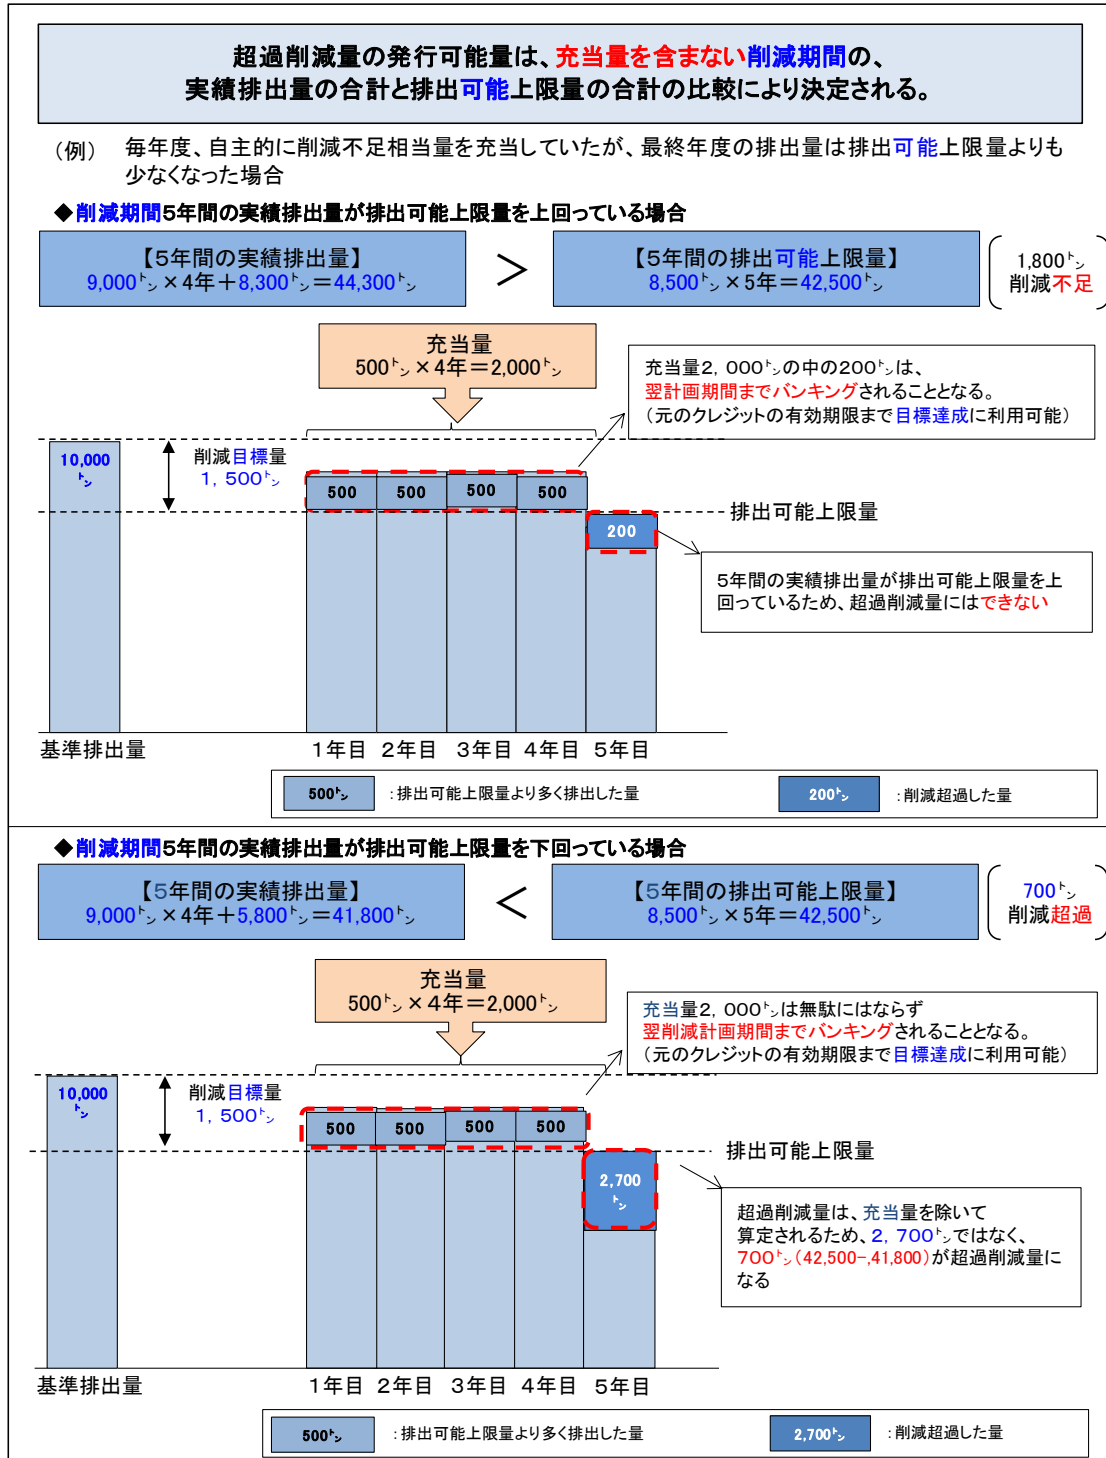 超過削減量の発行可能量は、充当量を含まない削減期間の、
実績排出量の合計と排出可能上限量の合計の比較により決定される。
（例） 毎年度、自主的に削減不足相当量を充当していたが、最終年度の排出量は排出可能上限量よりも
少なくなった場合
◆削減期間５年間の実績排出量が排出可能上限量を上回っている場合
【５年間の実績排出量】
9,000㌧×４年＋8,300㌧＝44,300㌧
＞
【５年間の排出可能上限量】
8,500㌧×５年＝42,500㌧
1,800㌧
削減不足
充当量
500㌧×４年＝2,000㌧
充当量２，０００㌧の中の200㌧は、
翌計画期間までバンキングされることとなる。
（元のクレジットの有効期限まで目標達成に利用可能）
10,000
㌧
削減目標量
１，５００㌧
500 500 500 500
排出可能上限量
200
５年間の実績排出量が排出可能上限量を上
回っているため、超過削減量にはできない
基準排出量 １年目 ２年目 ３年目 ４年目 ５年目
500㌧ ：排出可能上限量より多く排出した量 200㌧ ：削減超過した量
◆削減期間５年間の実績排出量が排出可能上限量を下回っている場合
【５年間の実績排出量】
9,000㌧×４年＋5,800㌧＝41,800㌧
＜
【５年間の排出可能上限量】
8,500㌧×５年＝42,500㌧
700㌧
削減超過
充当量
500㌧×４年＝2,000㌧
充当量２，０００㌧は無駄にはならず
翌削減計画期間までバンキングされることとなる。
（元のクレジットの有効期限まで目標達成に利用可能）
10,000
㌧
削減目標量
１，５００㌧
500 500 500 500
排出可能上限量
2,700
㌧
超過削減量は、充当量を除いて
算定されるため、２，７００㌧ではなく、
７００㌧（42,500−,41,800）が超過削減量に
なる
基準排出量 １年目 ２年目 ３年目 ４年目 ５年目
500㌧ ：排出可能上限量より多く排出した量 2,700㌧ ：削減超過した量